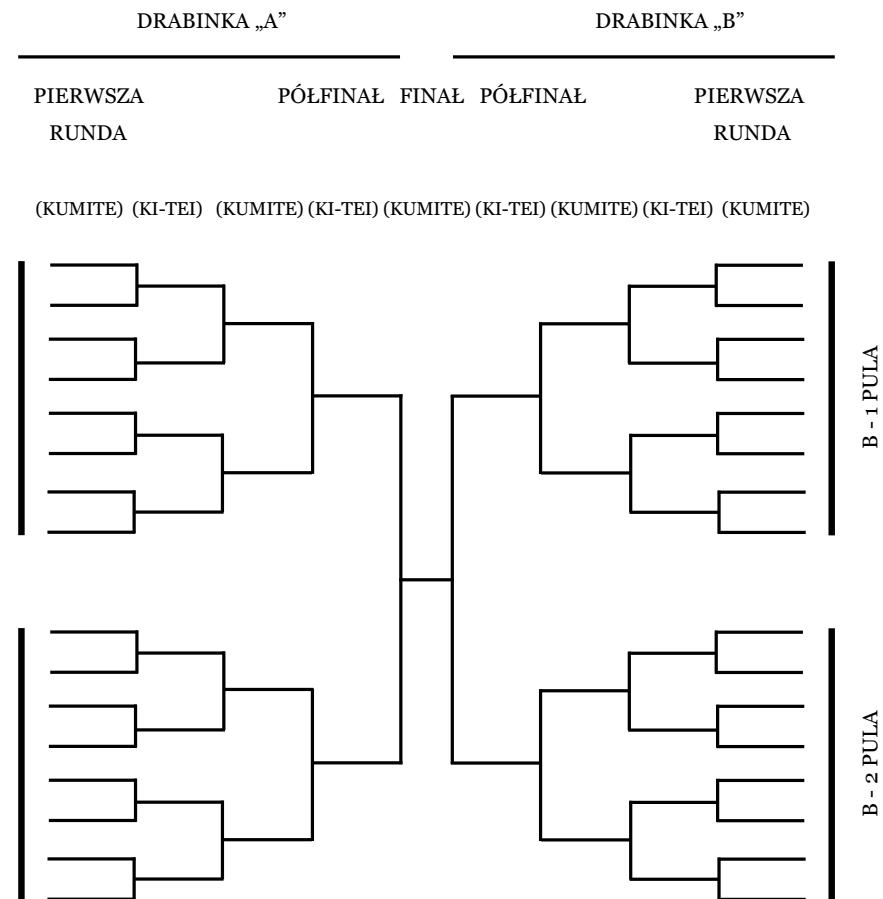 DRABINKA „A”
DRABINKA „B”
PIERWSZA RUNDA
PÓŁFINAŁ
FINAŁ
PÓŁFINAŁ
PIERWSZA RUNDA
(KUMITE) (KI-TEI) (KUMITE) (KI-TEI) (KUMITE) (KI-TEI) (KUMITE) (KI-TEI) (KUMITE)
B - 1 PULA
B - 2 PULA